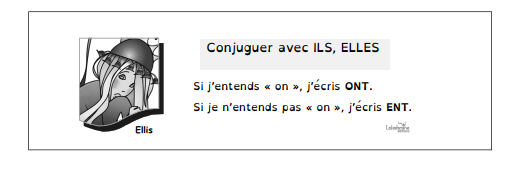 Conjuguer avec ILS, ELLES
Si j'entends « on », j'écris ONT.
Si je n'entends pas « on », j'écris ENT.
Ellis